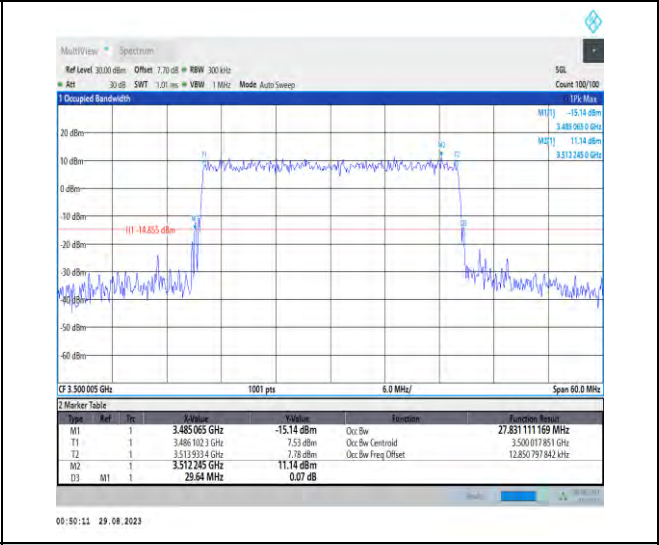 MultiView Spectrum
Ref Level 30.00 dBm Offset 7.70 dB RBW 300 kHz SGL
Att 30 dB SWT 1.01 ms VBW 1 MHz Mode Auto Sweep Count 100/100
1 Occupied Bandwidth 1Pk Max
M1[1] -15.14 dBm
3.485 065 0 GHz
M2[1] 11.14 dBm
3.512 245 0 GHz
20 dBm
M2
T1 T2
10 dBm
0 dBm
-10 dBm
D3
H1 -14.855 dBm
-20 dBm
-30 dBm
-40 dBm
-50 dBm
-60 dBm
CF 3.500 005 GHz 1001 pts 6.0 MHz/ Span 60.0 MHz
2 Marker Table
Type Ref Trc X-Value Y-Value Function Function Result
M1 1 3.485 065 GHz -15.14 dBm Occ Bw 27.831 111 169 MHz
T1 1 3.486 102 3 GHz 7.53 dBm Occ Bw Centroid 3.500 017 851 GHz
T2 1 3.513 933 4 GHz 7.78 dBm Occ Bw Freq Offset 12.850 797 842 kHz
M2 1 3.512 245 GHz 11.14 dBm
D3 M1 1 29.64 MHz 0.07 dB
00:50:11 29.08.2023